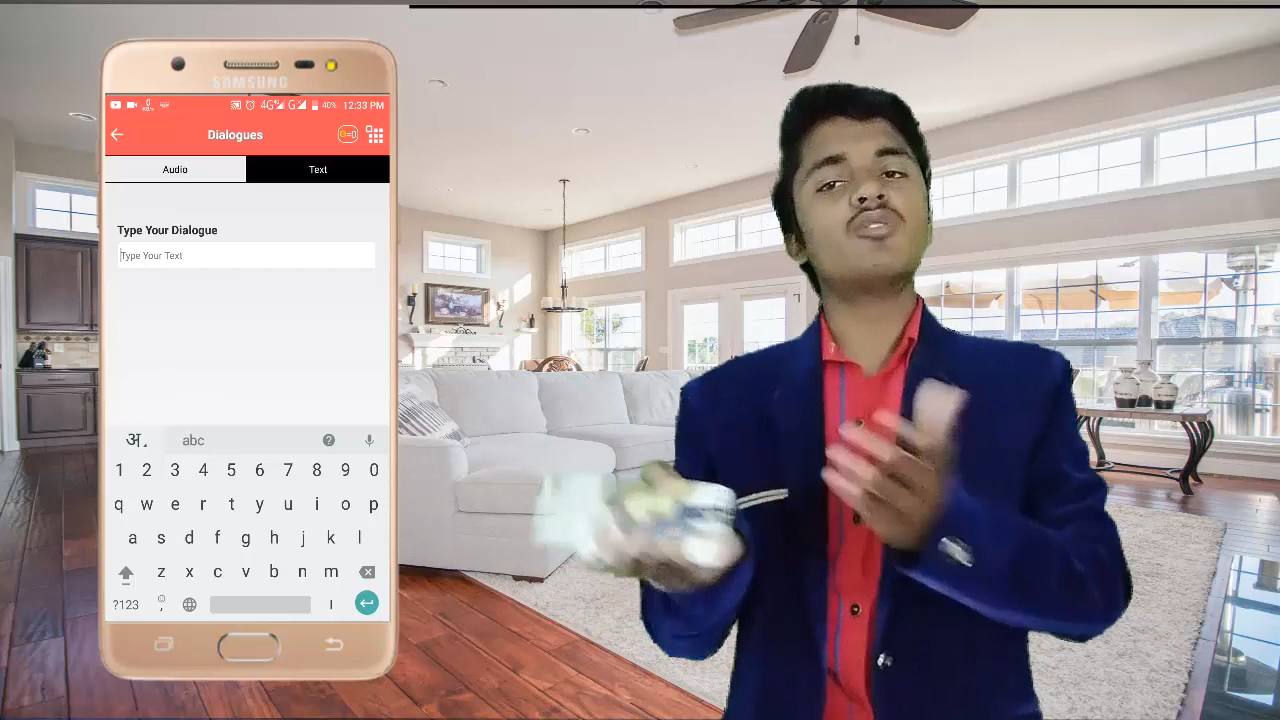 SAMSUNG
4G G 40% 12:33 PM
Dialogues
Audio Text
Type Your Dialogue
Type Your Text
अ abc
1 2 3 4 5 6 7 8 9 0
q w e r t y u i o p
a s d f g h j k l
z x c v b n m
?123 ,